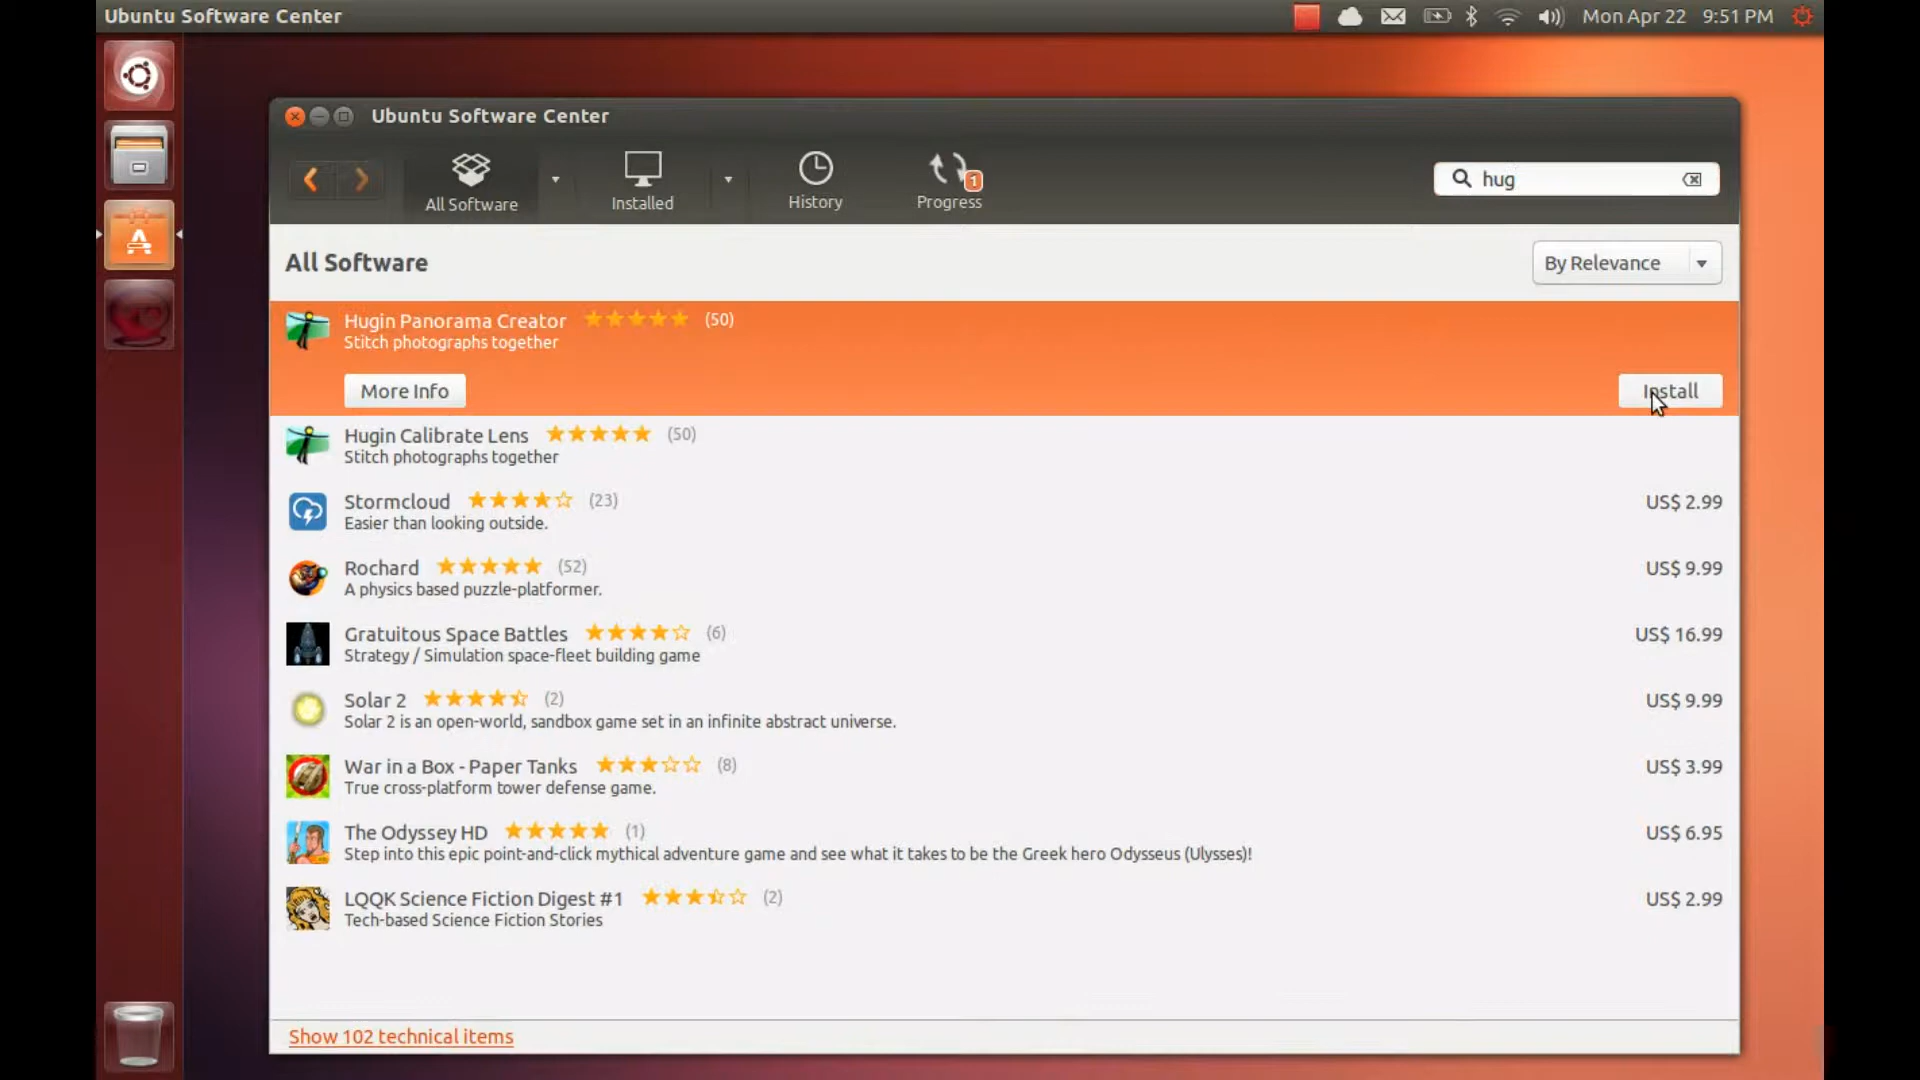 Ubuntu Software Center
Mon Apr 22 9:51 PM
Ubuntu Software Center
All Software
Installed
History
Progress
1
hug
All Software
By Relevance
Hugin Panorama Creator (50)
Stitch photographs together
More Info
Install
Hugin Calibrate Lens (50)
Stitch photographs together
Stormcloud (23)
US$ 2.99
Easier than looking outside.
Rochard (52)
US$ 9.99
A physics based puzzle-platformer.
Gratuitous Space Battles (6)
US$ 16.99
Strategy / Simulation space-fleet building game
Solar 2 (2)
US$ 9.99
Solar 2 is an open-world, sandbox game set in an infinite abstract universe.
War in a Box - Paper Tanks (8)
US$ 3.99
True cross-platform tower defense game.
The Odyssey HD (1)
US$ 6.95
Step into this epic point-and-click mythical adventure game and see what it takes to be the Greek hero Odysseus (Ulysses)!
LQQK Science Fiction Digest #1 (2)
US$ 2.99
Tech-based Science Fiction Stories
Show 102 technical items